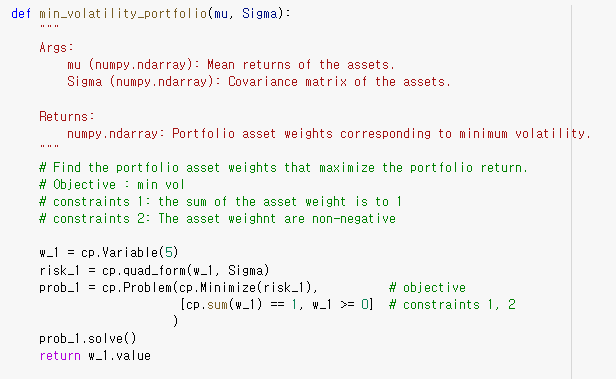 def min_volatility_portfolio(mu, Sigma):
    """
    Args:
        mu (numpy.ndarray): Mean returns of the assets.
        Sigma (numpy.ndarray): Covariance matrix of the assets.

    Returns:
        numpy.ndarray: Portfolio asset weights corresponding to minimum volatility.
    """
    # Find the portfolio asset weights that maximize the portfolio return.
    # Objective : min vol
    # constraints 1: the sum of the asset weight is to 1
    # constraints 2: The asset weighnt are non-negative

    w_1 = cp.Variable(5)
    risk_1 = cp.quad_form(w_1, Sigma)
    prob_1 = cp.Problem(cp.Minimize(risk_1),          # objective
                        [cp.sum(w_1) == 1, w_1 >= 0]  # constraints 1, 2
                       )
    prob_1.solve()
    return w_1.value